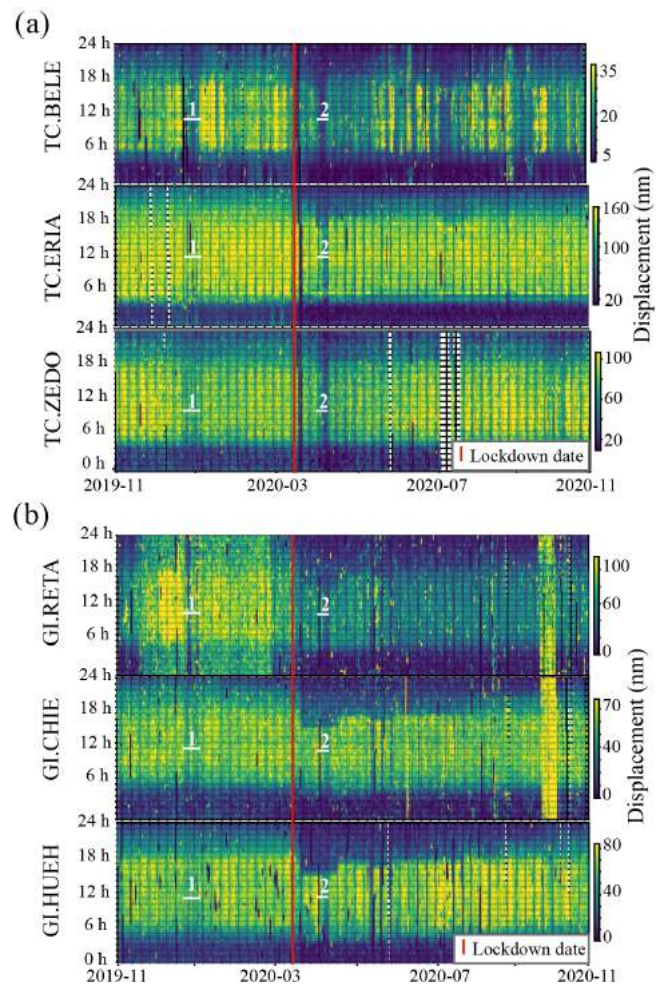 (a)
24 h
18 h
12 h
6 h
TC.BELE
1
2
35
20
5
24 h
18 h
12 h
6 h
TC.ERIA
1
2
160
100
20
Displacement (nm)
24 h
18 h
12 h
6 h
0 h
TC.ZEDO
1
2
100
60
20
Lockdown date
2019-11 2020-03 2020-07 2020-11
(b)
24 h
18 h
12 h
6 h
GI.RETA
1
2
100
60
0
24 h
18 h
12 h
6 h
GI.CHIE
1
2
70
40
0
Displacement (nm)
24 h
18 h
12 h
6 h
0 h
GI.HUEH
1
2
80
40
0
Lockdown date
2019-11 2020-03 2020-07 2020-11